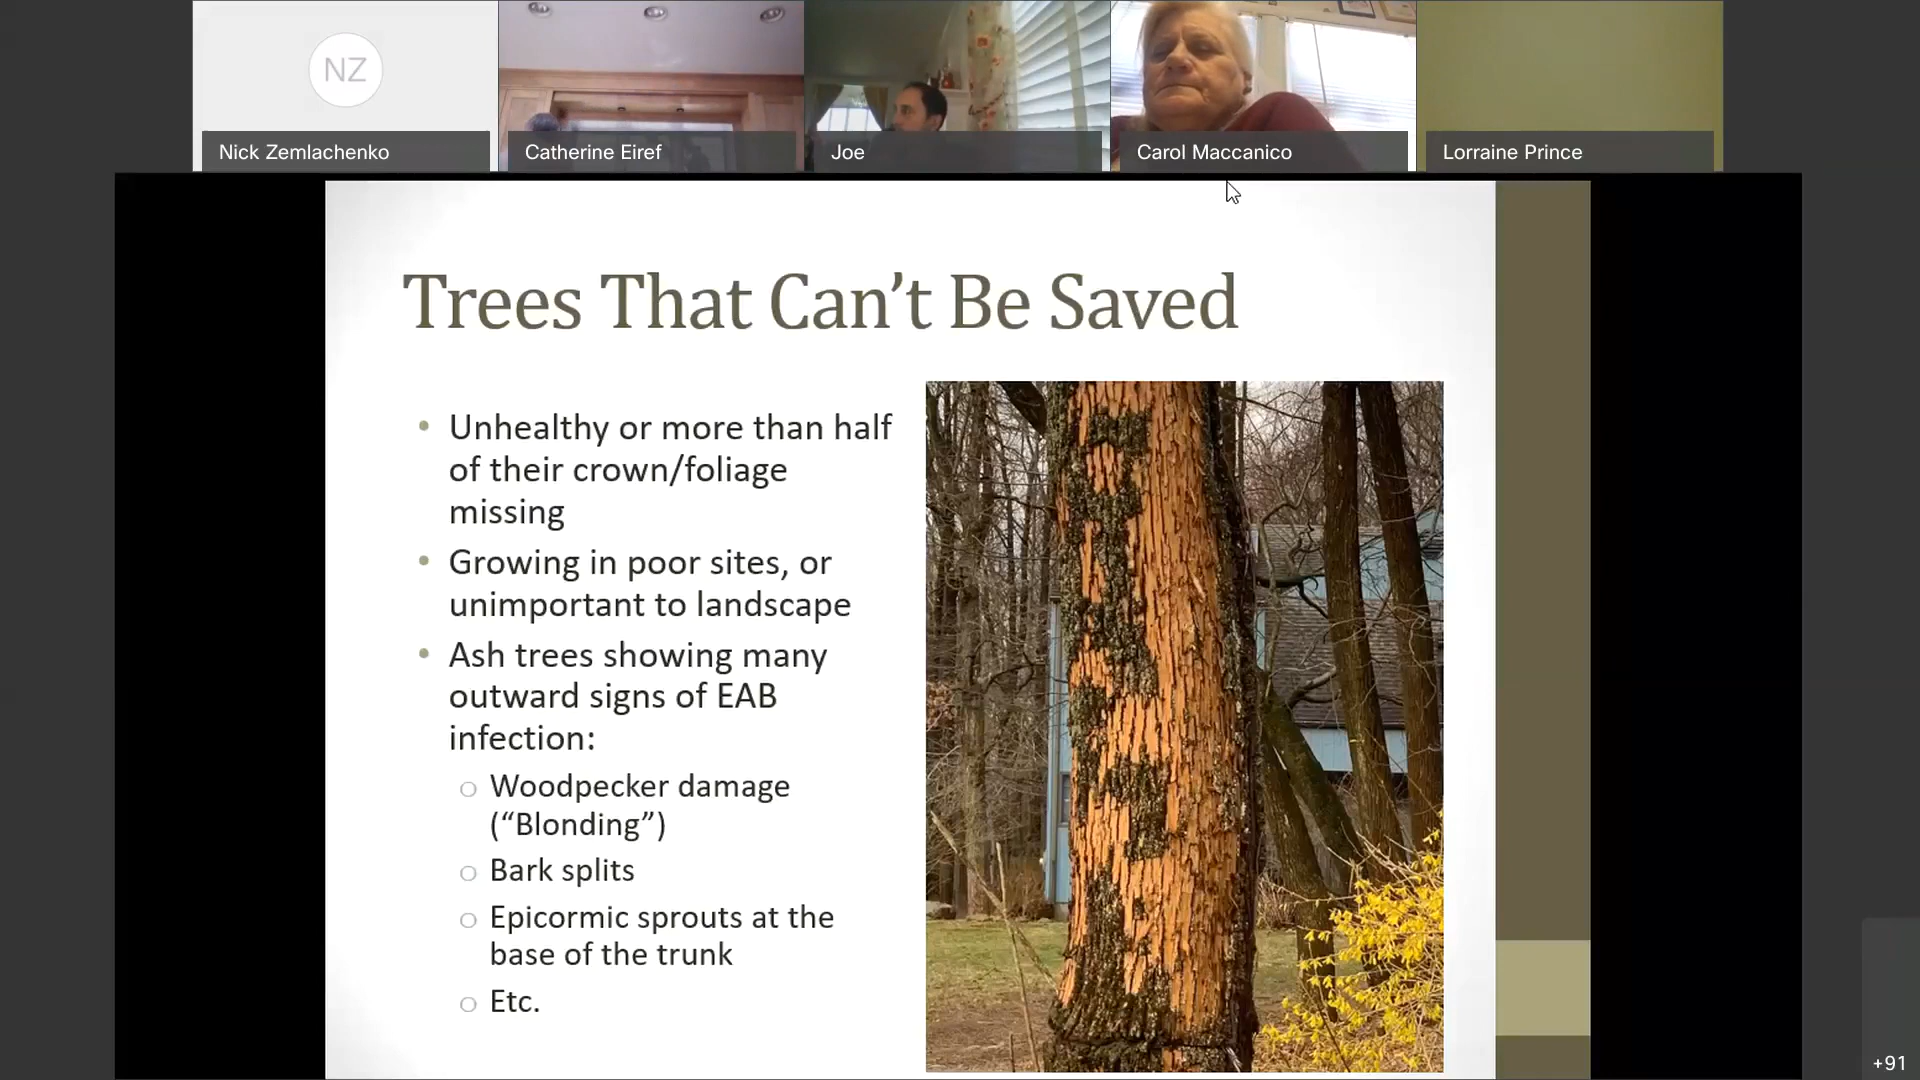 NZ
Nick Zemlachenko
Catherine Eiref
Joe
Carol Maccanico
Lorraine Prince
Trees That Can’t Be Saved
• Unhealthy or more than half
of their crown/foliage
missing
• Growing in poor sites, or
unimportant to landscape
• Ash trees showing many
outward signs of EAB
infection:
o Woodpecker damage
(“Blonding”)
o Bark splits
o Epicormic sprouts at the
base of the trunk
o Etc.
+91